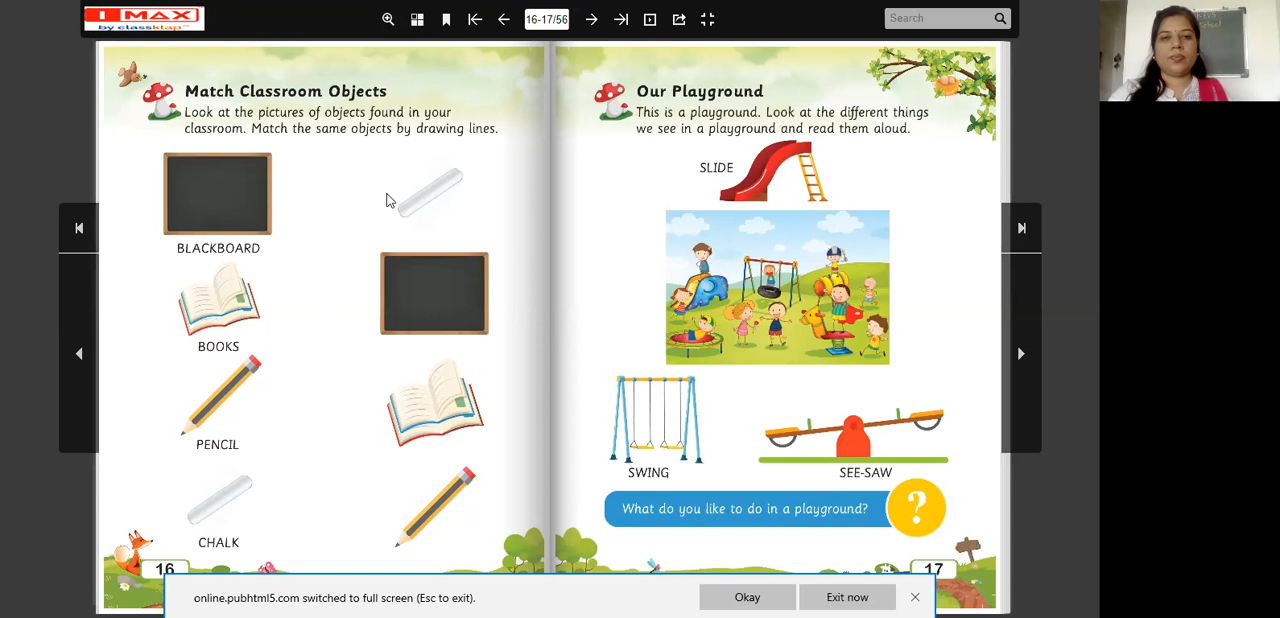 I MAX
by classklap
16-17/56
Search
Match Classroom Objects
Look at the pictures of objects found in your
classroom. Match the same objects by drawing lines.
BLACKBOARD
BOOKS
PENCIL
CHALK
16
Our Playground
This is a playground. Look at the different things
we see in a playground and read them aloud.
SLIDE
SWING
SEE-SAW
What do you like to do in a playground?
?
17
online.pubhtml5.com switched to full screen (Esc to exit).
Okay
Exit now